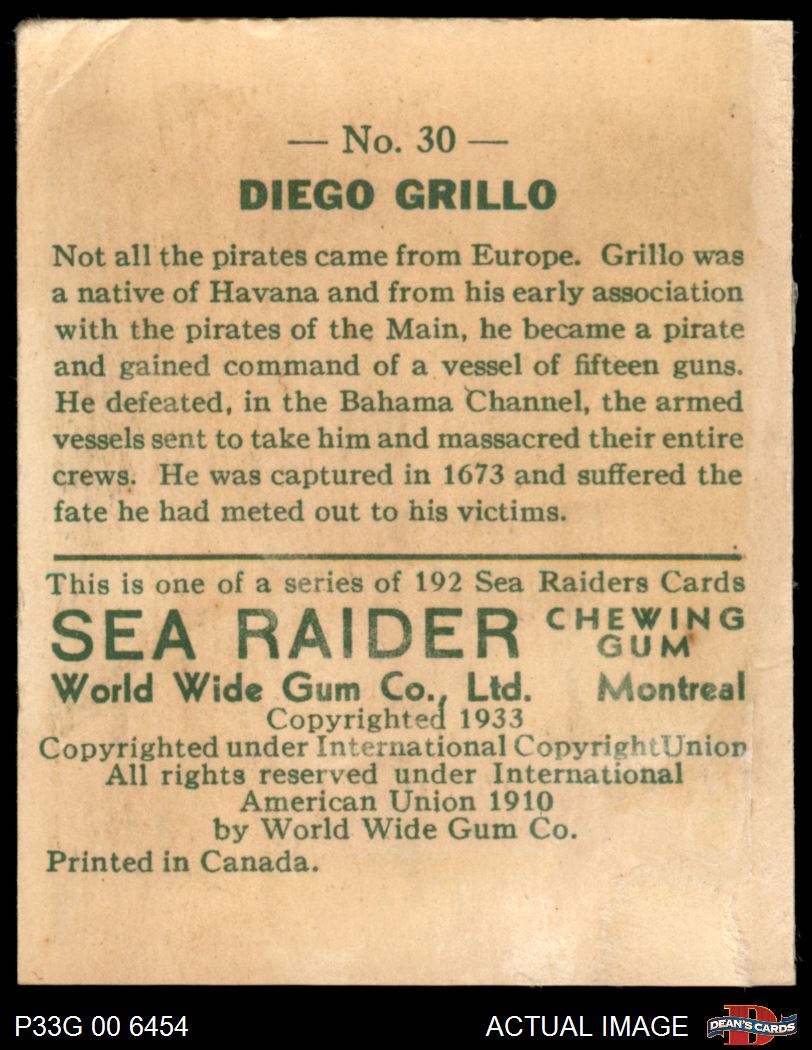 — No. 30 —
DIEGO GRILLO
Not all the pirates came from Europe. Grillo was
a native of Havana and from his early association
with the pirates of the Main, he became a pirate
and gained command of a vessel of fifteen guns.
He defeated, in the Bahama Channel, the armed
vessels sent to take him and massacred their entire
crews. He was captured in 1673 and suffered the
fate he had meted out to his victims.
This is one of a series of 192 Sea Raiders Cards
SEA RAIDER CHEWING GUM
World Wide Gum Co., Ltd. Montreal
Copyrighted 1933
Copyrighted under International Copyright Union
All rights reserved under International
American Union 1910
by World Wide Gum Co.
Printed in Canada.
P33G 00 6454 ACTUAL IMAGE D DEAN'S CARDS